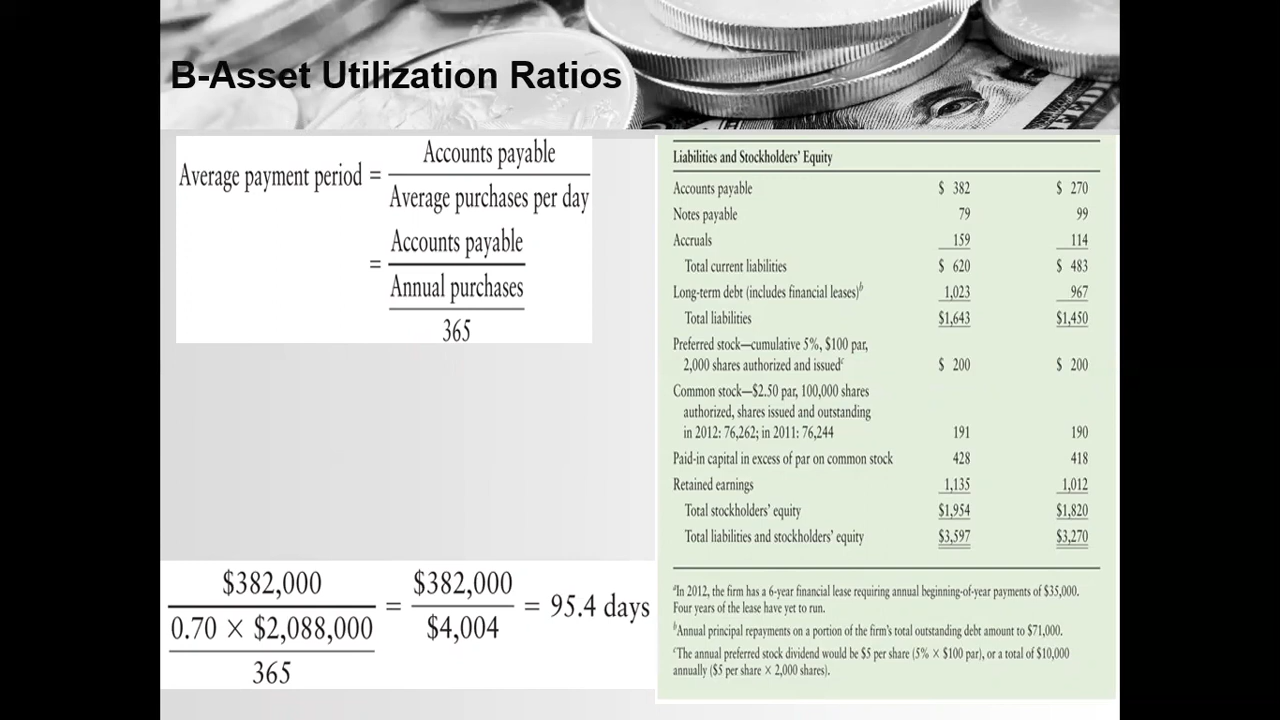 B-Asset Utilization Ratios
Average payment period = Accounts payable / Average purchases per day
= Accounts payable / Annual purchases / 365
$382,000 / 0.70 × $2,088,000 / 365 = $382,000 / $4,004 = 95.4 days
Liabilities and Stockholders' Equity
Accounts payable $ 382 $ 270
Notes payable 79 99
Accruals 159 114
Total current liabilities $ 620 $ 483
Long-term debt (includes financial leases)ᵇ 1,023 967
Total liabilities $1,643 $1,450
Preferred stock—cumulative 5%, $100 par,
2,000 shares authorized and issuedᶜ $ 200 $ 200
Common stock—$2.50 par, 100,000 shares
authorized, shares issued and outstanding
in 2012: 76,262; in 2011: 76,244 191 190
Paid-in capital in excess of par on common stock 428 418
Retained earnings 1,135 1,012
Total stockholders' equity $1,954 $1,820
Total liabilities and stockholders' equity $3,597 $3,270
ᵃIn 2012, the firm has a 6-year financial lease requiring annual beginning-of-year payments of $35,000.
Four years of the lease have yet to run.
ᵇAnnual principal repayments on a portion of the firm's total outstanding debt amount to $71,000.
ᶜThe annual preferred stock dividend would be $5 per share (5% × $100 par), or a total of $10,000
annually ($5 per share × 2,000 shares).